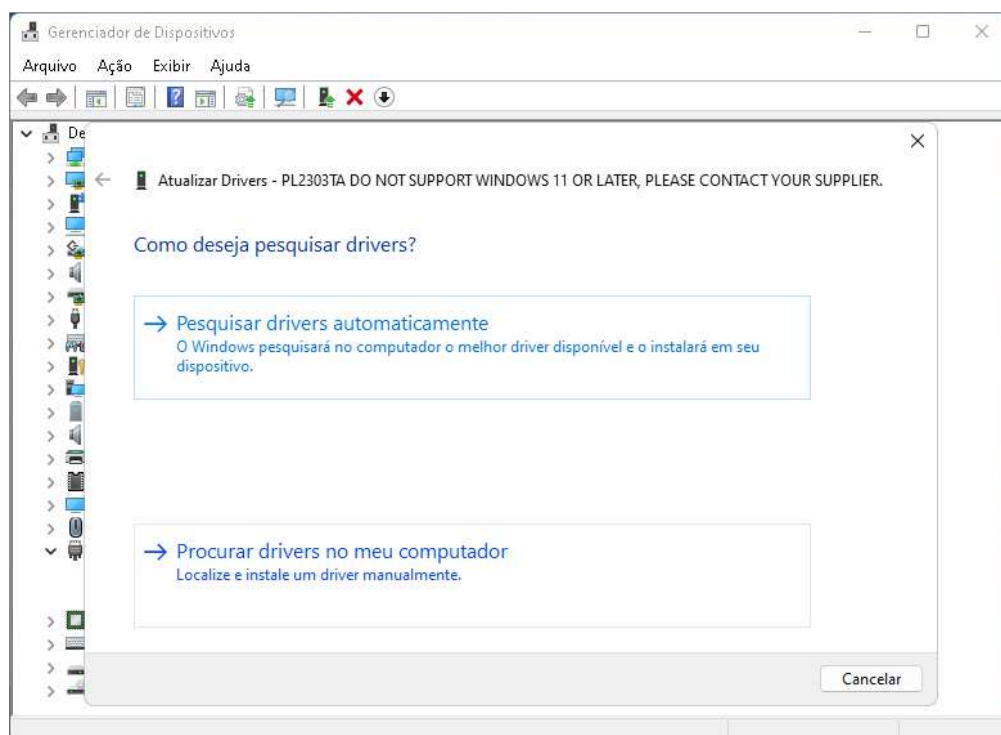 Gerenciador de Dispositivos
Arquivo Ação Exibir Ajuda
De
Atualizar Drivers - PL2303TA DO NOT SUPPORT WINDOWS 11 OR LATER, PLEASE CONTACT YOUR SUPPLIER.
Como deseja pesquisar drivers?
Pesquisar drivers automaticamente
O Windows pesquisará no computador o melhor driver disponível e o instalará em seu
dispositivo.
Procurar drivers no meu computador
Localize e instale um driver manualmente.
Cancelar